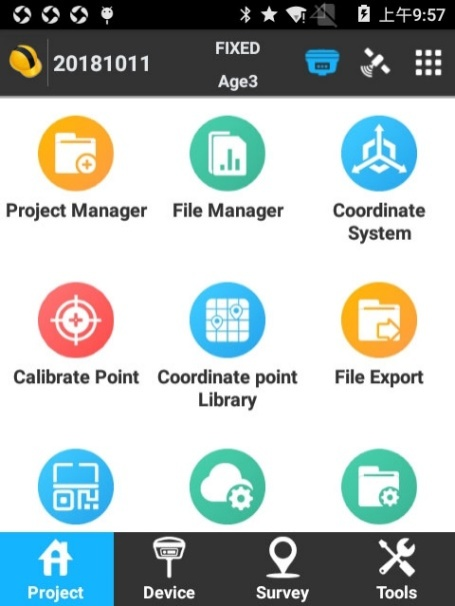 上午9:57
20181011
FIXED
Age3
Project Manager
File Manager
Coordinate
System
Calibrate Point
Coordinate point
Library
File Export
Project
Device
Survey
Tools